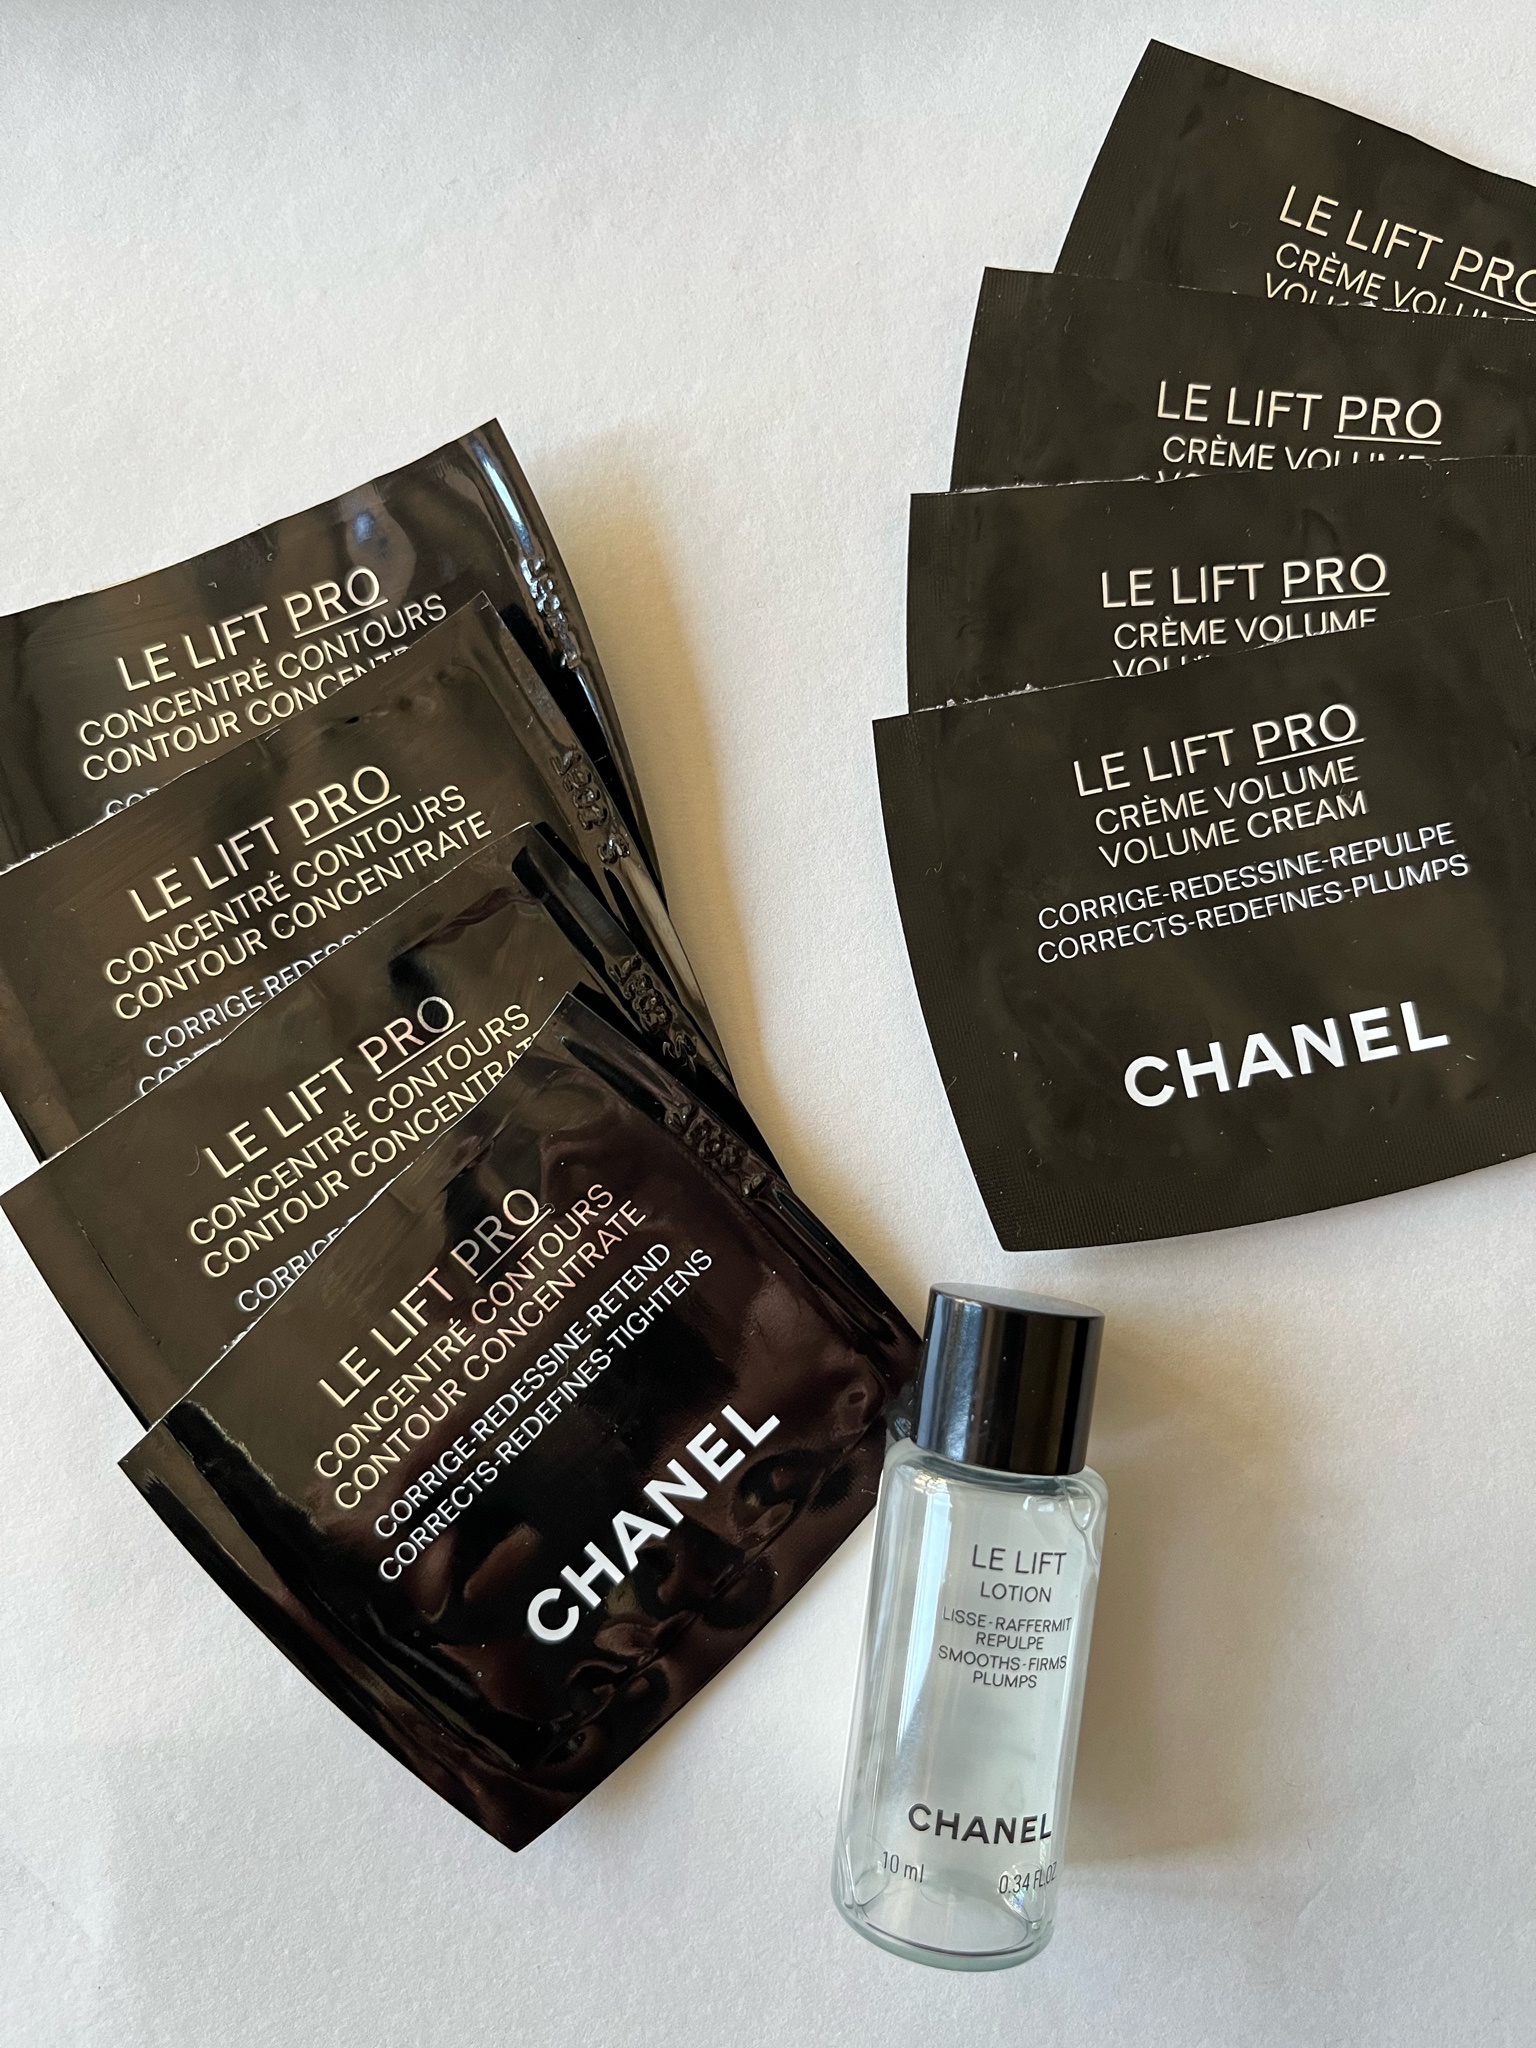 LE LIFT PRO
CONCENTRÉ CONTOURS
CONTOUR CONCENTRATE
LE LIFT PRO
CONCENTRÉ CONTOURS
CONTOUR CONCENTRATE
LE LIFT PRO
CONCENTRÉ CONTOURS
CONTOUR CONCENTRATE
LE LIFT PRO
CONCENTRÉ CONTOURS
CONTOUR CONCENTRATE
CORRIGE-REDESSINE-RETEND
CORRECTS-REDEFINES-TIGHTENS
CHANEL
LE LIFT PRO
CRÈME VOLUME
LE LIFT PRO
CRÈME VOLUME
LE LIFT PRO
CRÈME VOLUME
LE LIFT PRO
CRÈME VOLUME
VOLUME CREAM
CORRIGE-REDESSINE-REPULPE
CORRECTS-REDEFINES-PLUMPS
CHANEL
LE LIFT
LOTION
LISSE-RAFFERMIT
REPULPE
SMOOTHS-FIRMS
PLUMPS
CHANEL
10 ml 0.34 FL.OZ